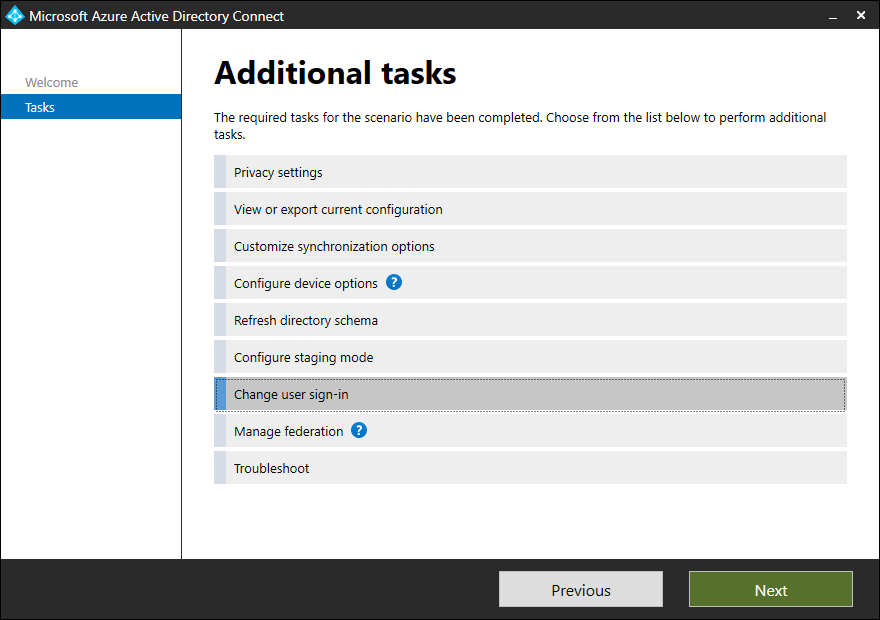 Microsoft Azure Active Directory Connect
Welcome
Tasks
Additional tasks
The required tasks for the scenario have been completed. Choose from the list below to perform additional
tasks.
Privacy settings
View or export current configuration
Customize synchronization options
Configure device options ?
Refresh directory schema
Configure staging mode
Change user sign-in
Manage federation ?
Troubleshoot
Previous
Next